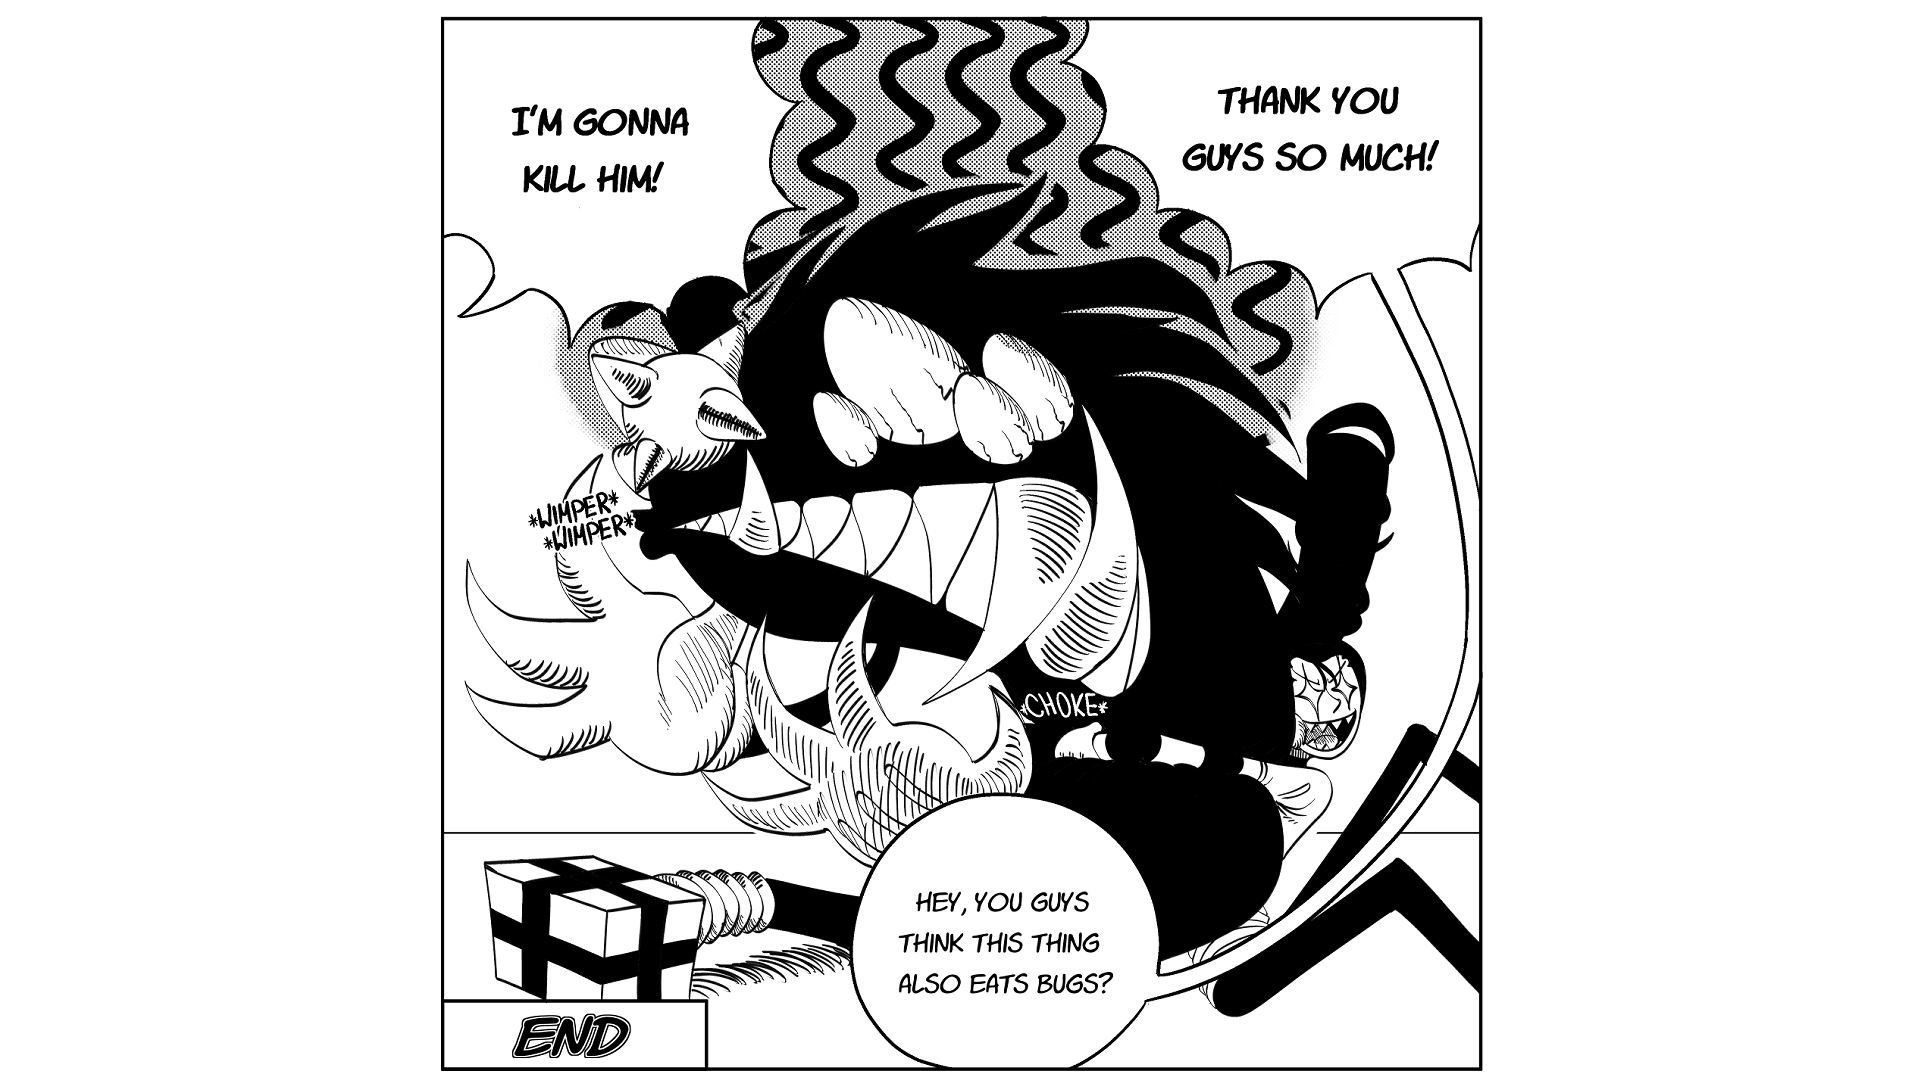 I'M GONNA
KILL HIM!
THANK YOU
GUYS SO MUCH!
*WIMPER*
*WIMPER*
*CHOKE*
HEY, YOU GUYS
THINK THIS THING
ALSO EATS BUGS?
END